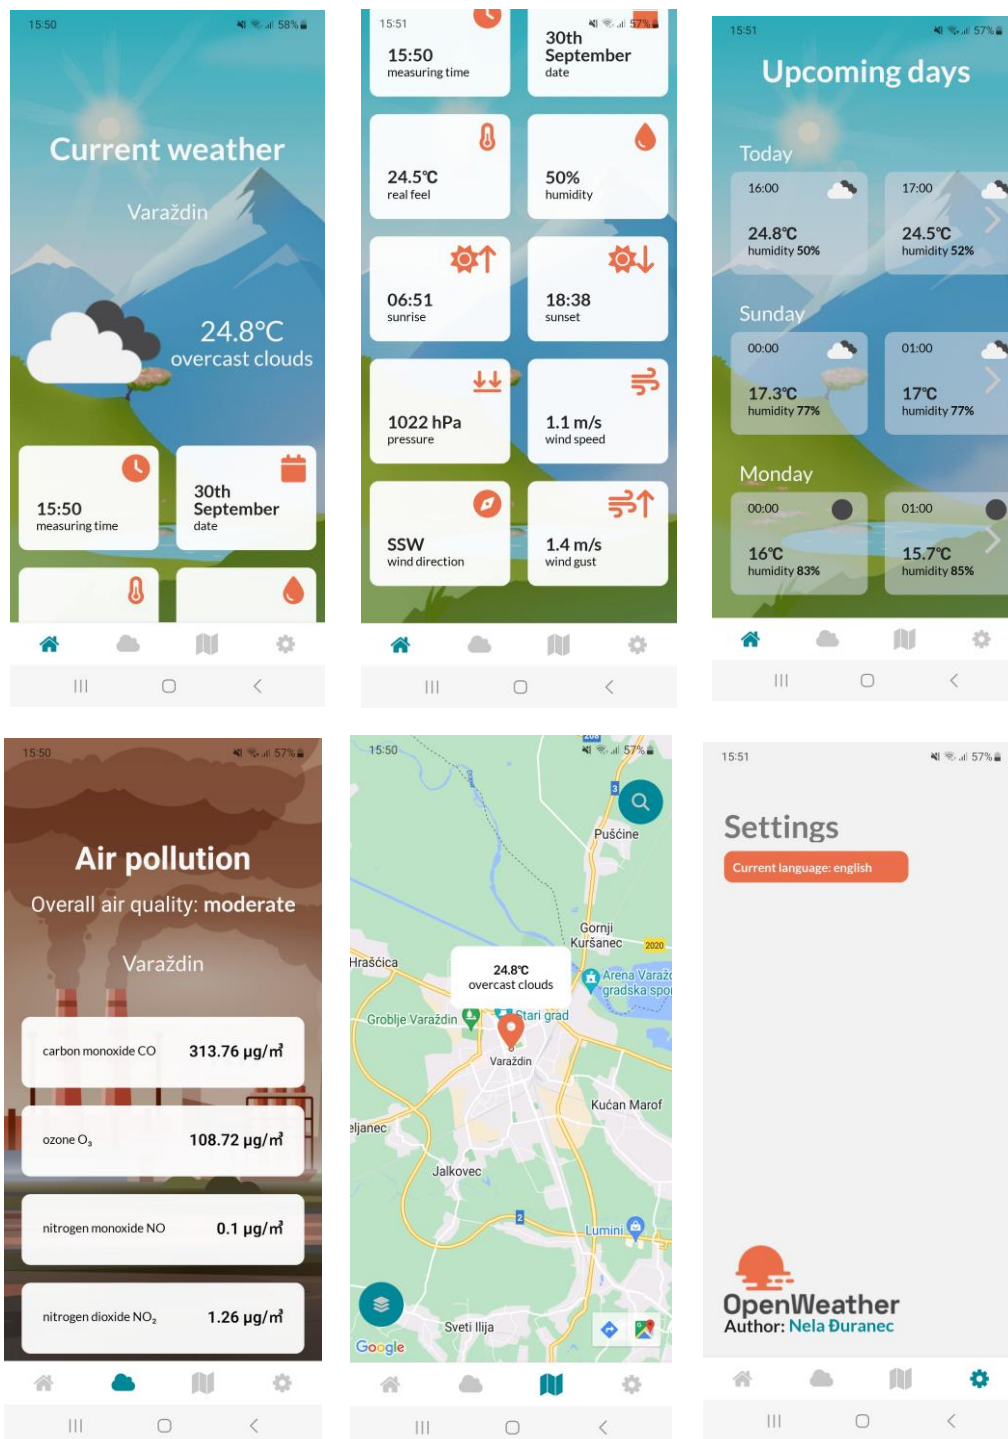 15:50
58%
Current weather
Varaždin
24.8°C
overcast clouds
15:50
measuring time
30th
September
date
15:51
57%
15:50
measuring time
30th
September
date
24.5°C
real feel
50%
humidity
06:51
sunrise
18:38
sunset
1022 hPa
pressure
1.1 m/s
wind speed
SSW
wind direction
1.4 m/s
wind gust
15:51
57%
Upcoming days
Today
16:00
24.8°C
humidity 50%
17:00
24.5°C
humidity 52%
Sunday
00:00
17.3°C
humidity 77%
01:00
17°C
humidity 77%
Monday
00:00
16°C
humidity 83%
01:00
15.7°C
humidity 85%
15:50
57%
Air pollution
Overall air quality: moderate
Varaždin
carbon monoxide CO 313.76 µg/m³
ozone O₃ 108.72 µg/m³
nitrogen monoxide NO 0.1 µg/m³
nitrogen dioxide NO₂ 1.26 µg/m³
15:50
57%
208
3
Pušćine
Gornji
Kuršanec
2020
Hrašćica
24.8°C
overcast clouds
Arena Varaž
gradska spo
Groblje Varaždin
Stari grad
Varaždin
Kućan Marof
eljanec
Jalkovec
2
Lumini
Sveti Ilija
Google
15:51
57%
Settings
Current language: english
OpenWeather
Author: Nela Đuranec